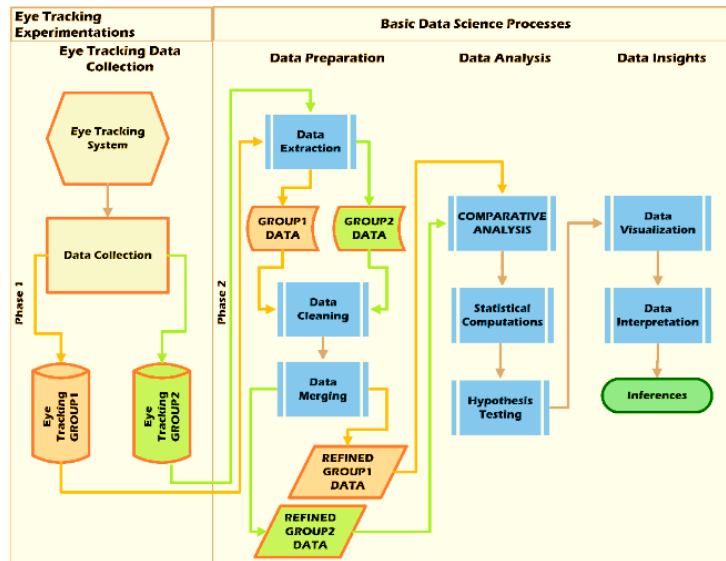 Eye Tracking
Experimentations
Basic Data Science Processes
Eye Tracking Data
Collection
Data Preparation
Data Analysis
Data Insights
Phase 1
Eye Tracking
System
Data Collection
Eye
Tracking
GROUP1
Eye
Tracking
GROUP2
Phase 2
Data
Extraction
GROUP1
DATA
GROUP2
DATA
Data
Cleaning
Data
Merging
REFINED
GROUP1
DATA
REFINED
GROUP2
DATA
COMPARATIVE
ANALYSIS
Statistical
Computations
Hypothesis
Testing
Data
Visualization
Data
Interpretation
Inferences